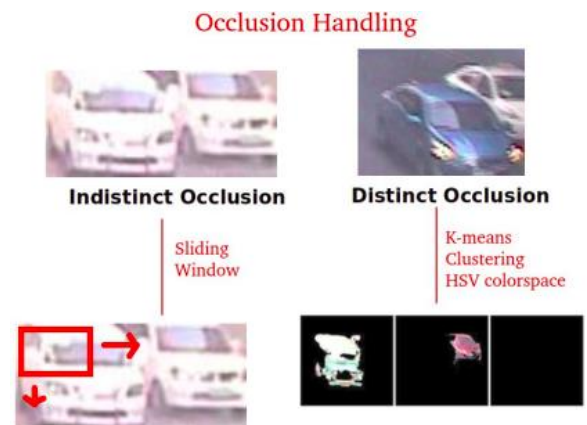 Occlusion Handling
Indistinct Occlusion
Distinct Occlusion
Sliding
Window
K-means
Clustering
HSV colorspace